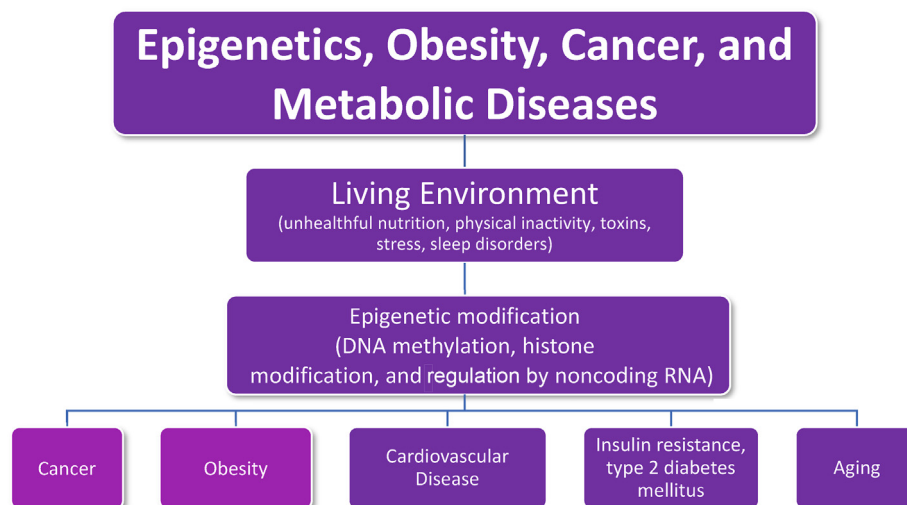 Epigenetics, Obesity, Cancer, and
Metabolic Diseases
Living Environment
(unhealthful nutrition, physical inactivity, toxins,
stress, sleep disorders)
Epigenetic modification
(DNA methylation, histone
modification, and regulation by noncoding RNA)
Cancer
Obesity
Cardiovascular
Disease
Insulin resistance,
type 2 diabetes
mellitus
Aging